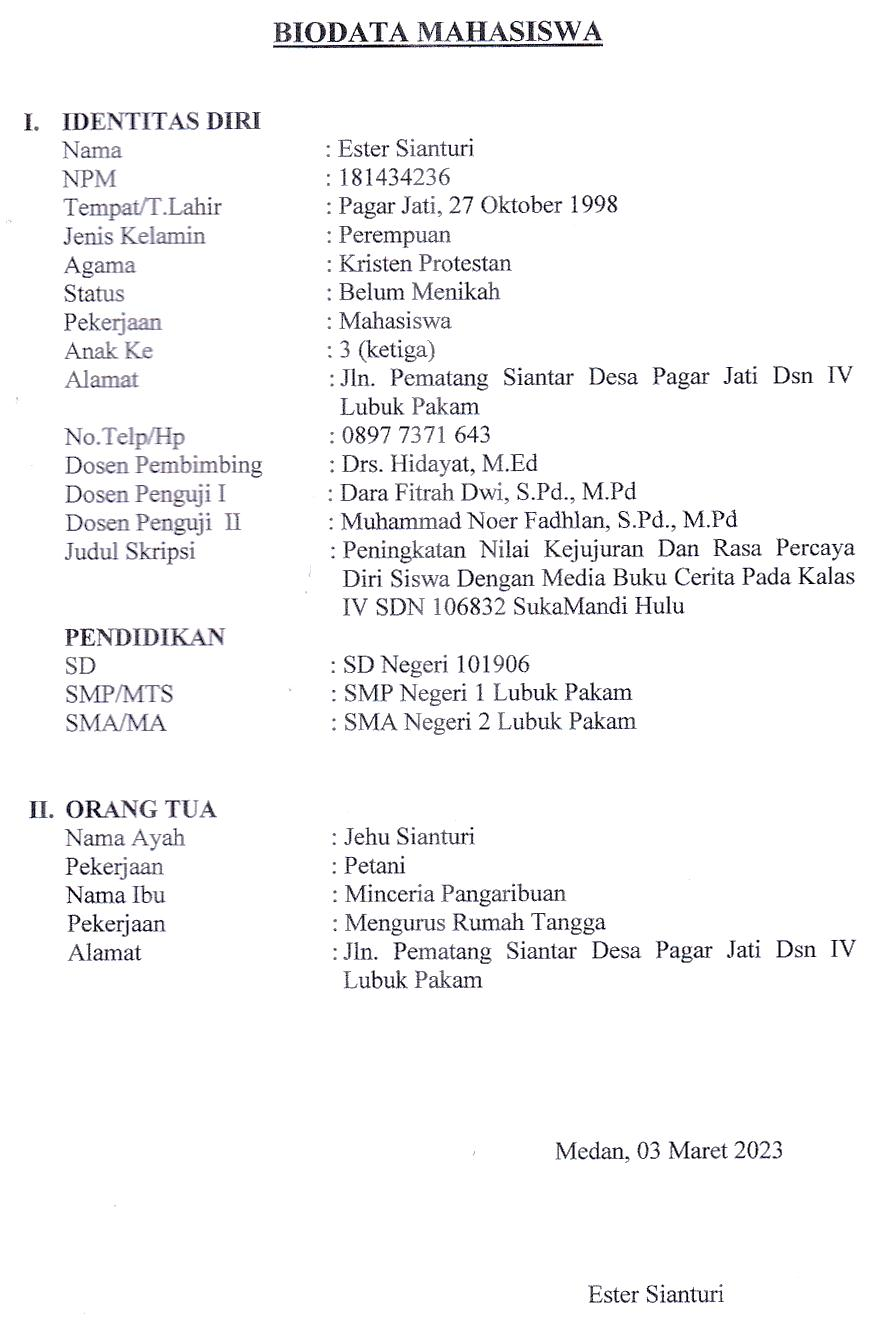 BIODATA MAHASISWA
I. IDENTITAS DIRI
Nama : Ester Sianturi
NPM : 181434236
Tempat/T.Lahir : Pagar Jati, 27 Oktober 1998
Jenis Kelamin : Perempuan
Agama : Kristen Protestan
Status : Belum Menikah
Pekerjaan : Mahasiswa
Anak Ke : 3 (ketiga)
Alamat : Jln. Pematang Siantar Desa Pagar Jati Dsn IV
Lubuk Pakam
No.Telp/Hp : 0897 7371 643
Dosen Pembimbing : Drs. Hidayat, M.Ed
Dosen Penguji I : Dara Fitrah Dwi, S.Pd., M.Pd
Dosen Penguji II : Muhammad Noer Fadhlan, S.Pd., M.Pd
Judul Skripsi : Peningkatan Nilai Kejujuran Dan Rasa Percaya
Diri Siswa Dengan Media Buku Cerita Pada Kalas
IV SDN 106832 SukaMandi Hulu
PENDIDIKAN
SD : SD Negeri 101906
SMP/MTS : SMP Negeri 1 Lubuk Pakam
SMA/MA : SMA Negeri 2 Lubuk Pakam
II. ORANG TUA
Nama Ayah : Jehu Sianturi
Pekerjaan : Petani
Nama Ibu : Minceria Pangaribuan
Pekerjaan : Mengurus Rumah Tangga
Alamat : Jln. Pematang Siantar Desa Pagar Jati Dsn IV
Lubuk Pakam
Medan, 03 Maret 2023
Ester Sianturi